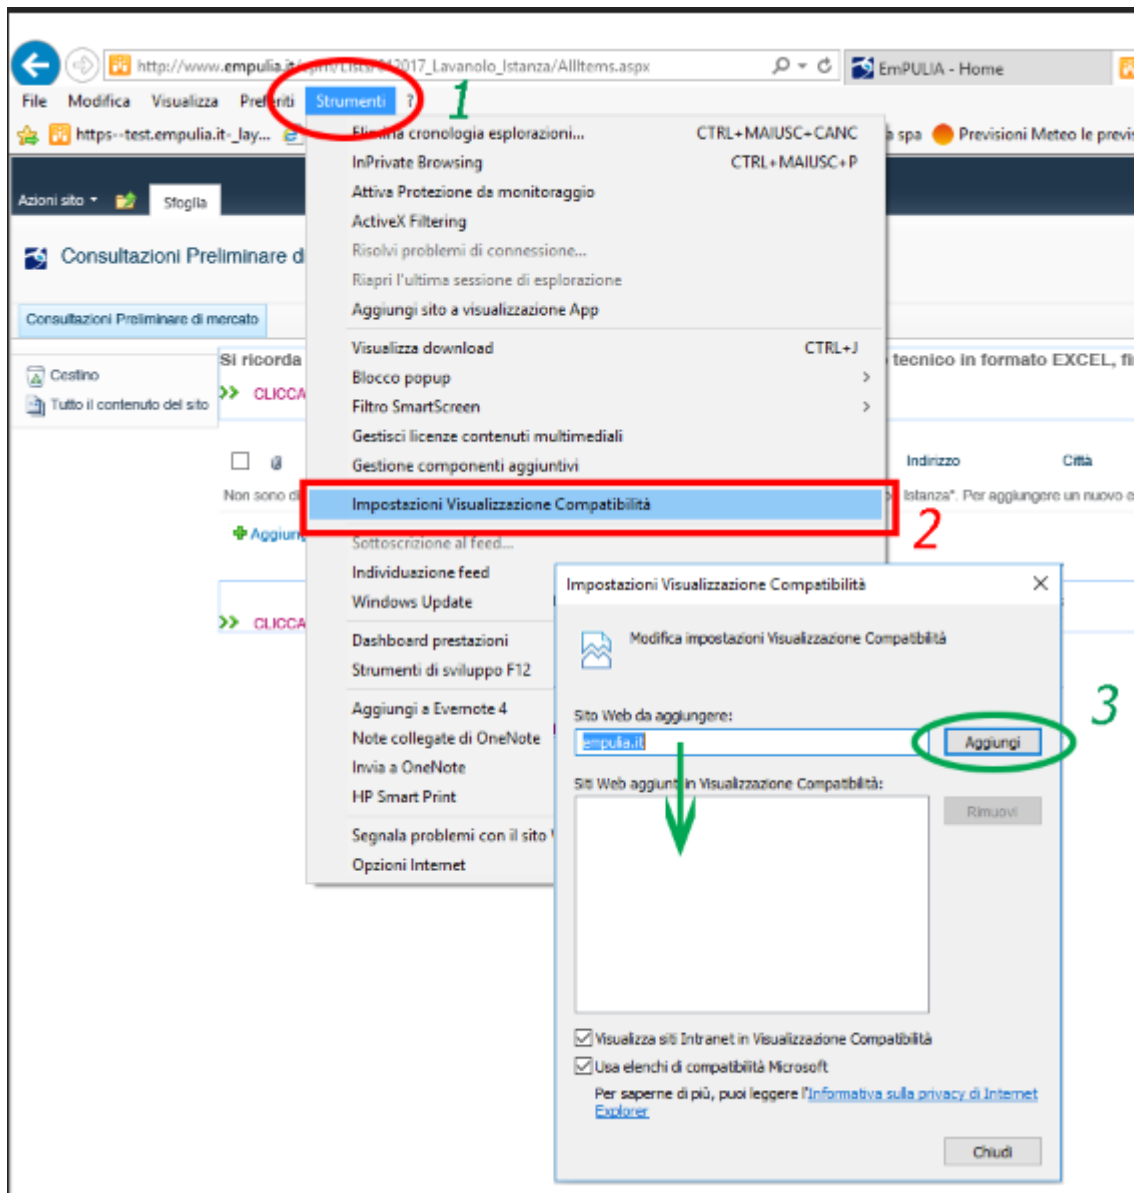 http://www.empulia.it/ 2017_Lavanolo_Istanza/AllItems.aspx
EmPULIA - Home
File Modifica Visualizza Preferiti Strumenti ?
1
https--test.empulia.it-_lay...
a spa
Previsioni Meteo le previs
Elimina cronologia esplorazioni... CTRL+MAIUSC+CANC
InPrivate Browsing CTRL+MAIUSC+P
Attiva Protezione da monitoraggio
ActiveX Filtering
Risolvi problemi di connessione...
Riapri l'ultima sessione di esplorazione
Aggiungi sito a visualizzazione App
Visualizza download CTRL+J
Blocco popup
Filtro SmartScreen
Gestisci licenze contenuti multimediali
Gestione componenti aggiuntivi
Impostazioni Visualizzazione Compatibilità
2
Sottoscrizione al feed...
Individuazione feed
Windows Update
Dashboard prestazioni
Strumenti di sviluppo F12
Aggiungi a Evernote 4
Note collegate di OneNote
Invia a OneNote
HP Smart Print
Segnala problemi con il sito
Opzioni Internet
Azioni sito
Sfoglia
Consultazioni Preliminare d
Consultazioni Preliminare di mercato
Cestino
Tutto il contenuto del sito
Si ricorda
tecnico in formato EXCEL, fi
CLICCA
Indirizzo Città
Non sono di
Istanza". Per aggiungere un nuovo e
Aggiung
CLICCA
Impostazioni Visualizzazione Compatibilità
Modifica impostazioni Visualizzazione Compatibilità
Sito Web da aggiungere:
empulia.it
Aggiungi
3
Siti Web aggiunti in Visualizzazione Compatibilità:
Rimuovi
Visualizza siti Intranet in Visualizzazione Compatibilità
Usa elenchi di compatibilità Microsoft
Per saperne di più, puoi leggere l'Informativa sulla privacy di Internet
Explorer
Chiudi